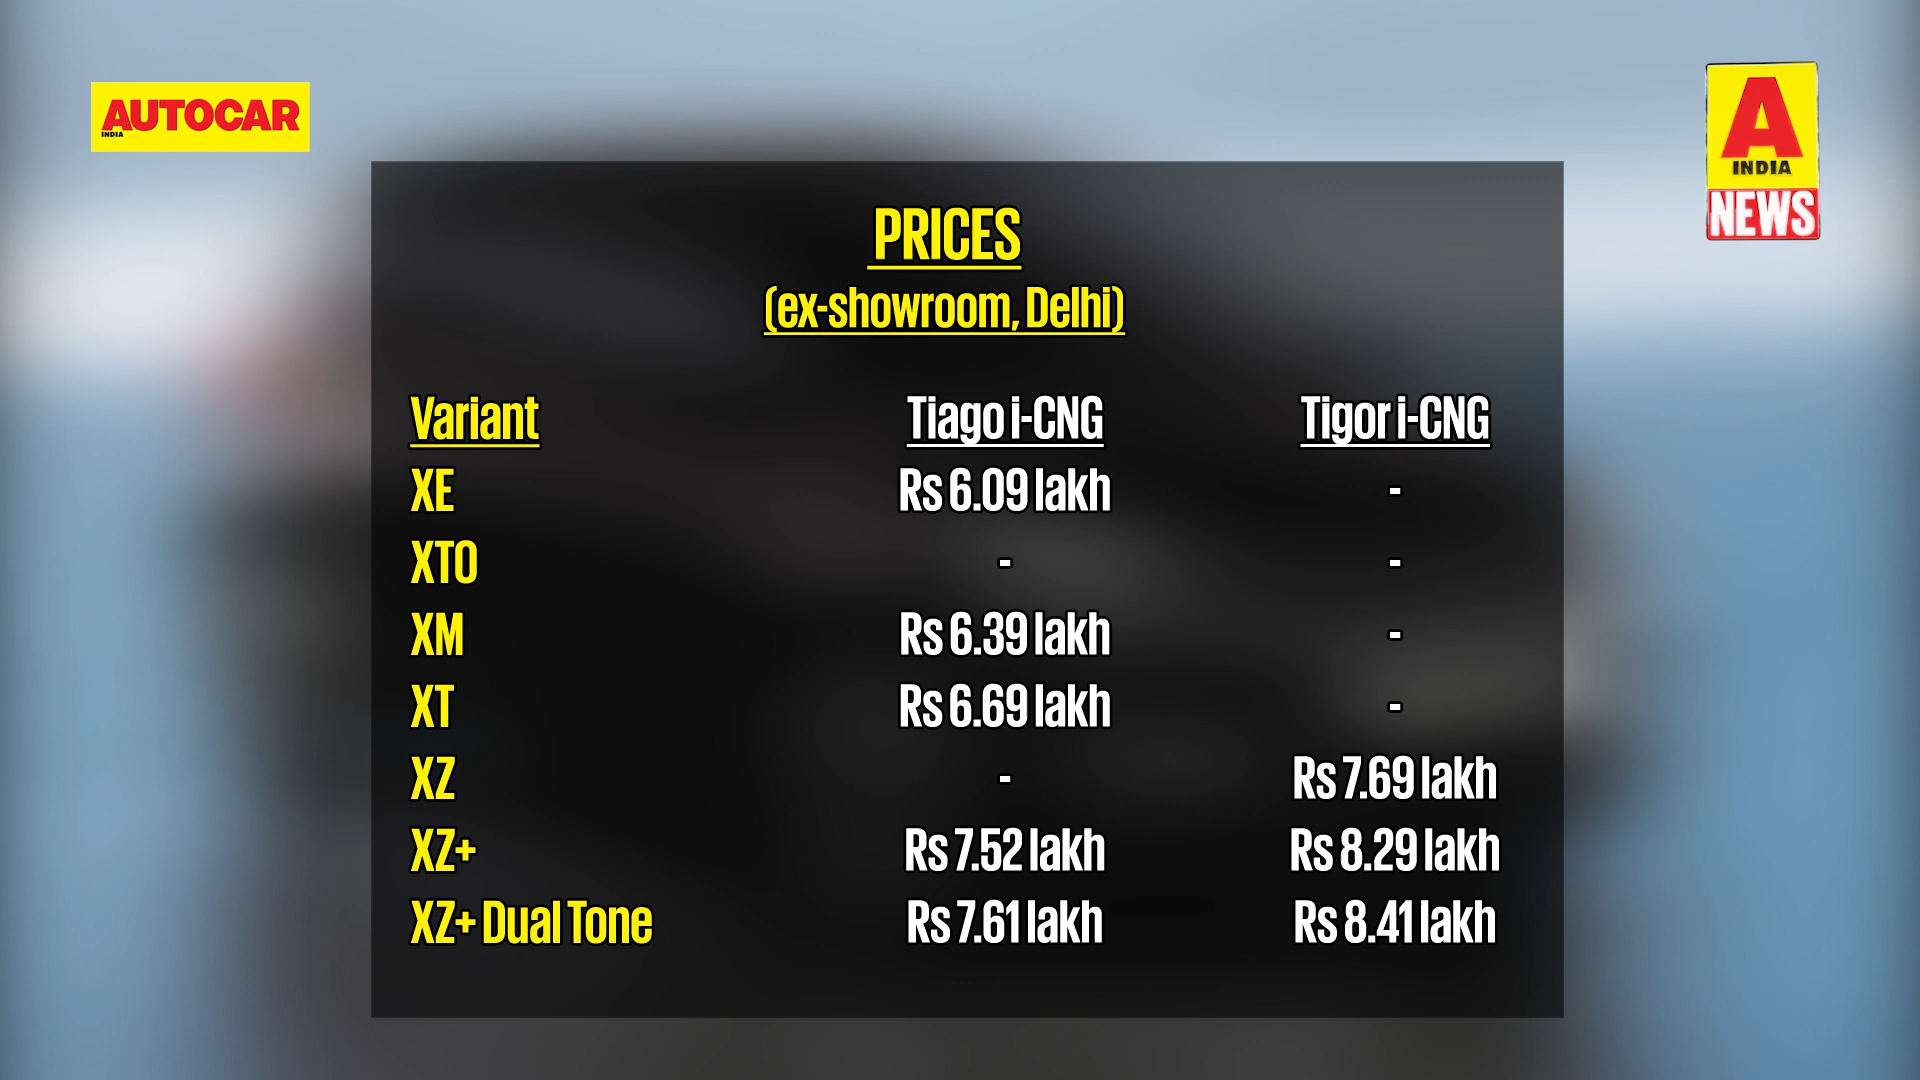 AUTOCAR
INDIA
A
INDIA
NEWS
PRICES
(ex-showroom, Delhi)
Variant Tiago i-CNG Tigor i-CNG
XE Rs 6.09 lakh -
XTO - -
XM Rs 6.39 lakh -
XT Rs 6.69 lakh -
XZ - Rs 7.69 lakh
XZ+ Rs 7.52 lakh Rs 8.29 lakh
XZ+ Dual Tone Rs 7.61 lakh Rs 8.41 lakh